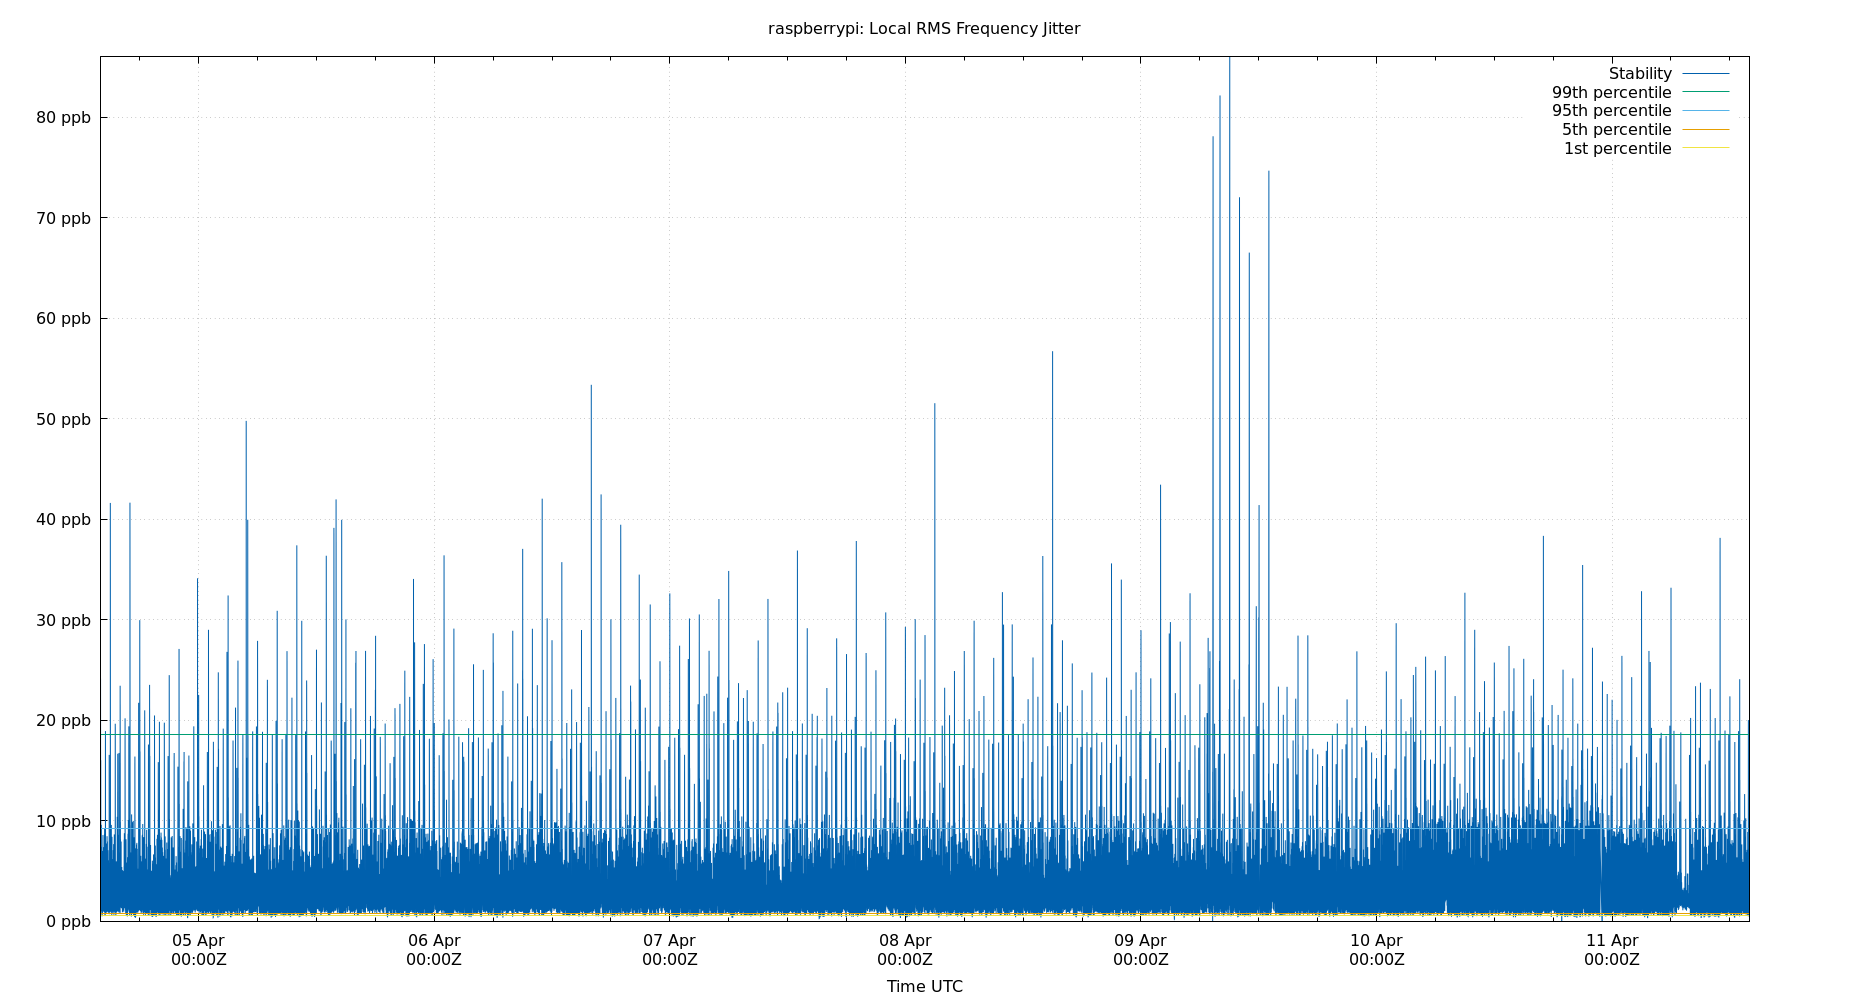 raspberrypi: Local RMS Frequency Jitter
Stability
99th percentile
95th percentile
5th percentile
1st percentile
80 ppb
70 ppb
60 ppb
50 ppb
40 ppb
30 ppb
20 ppb
10 ppb
0 ppb
05 Apr 06 Apr 07 Apr 08 Apr 09 Apr 10 Apr 11 Apr
00:00Z 00:00Z 00:00Z 00:00Z 00:00Z 00:00Z 00:00Z
Time UTC